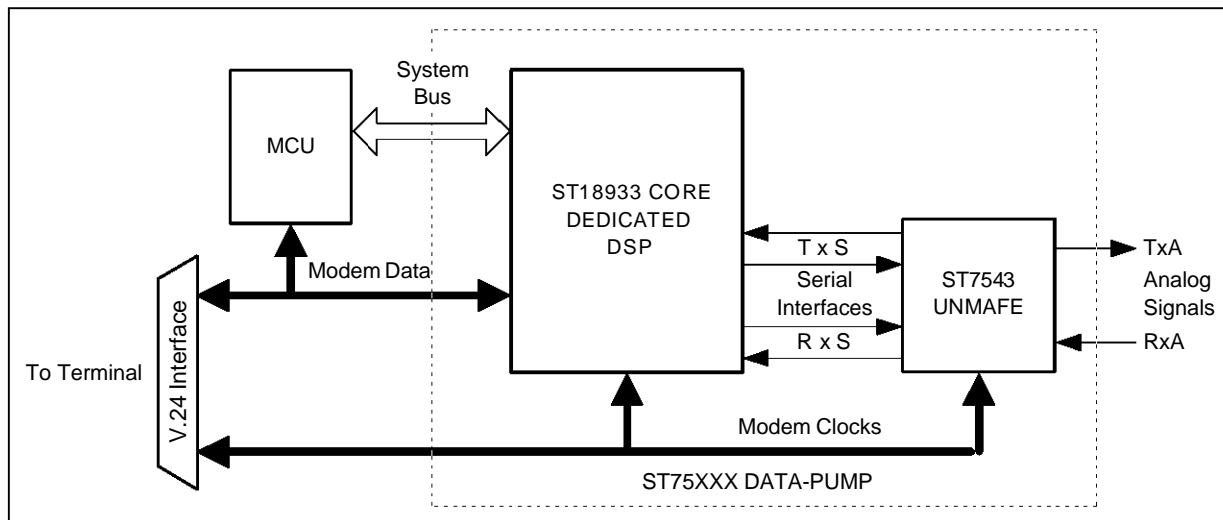 System
Bus
MCU
ST18933 CORE
DEDICATED
DSP
T x S
Serial
Interfaces
R x S
ST7543
UNMAFE
TxA
Analog
Signals
RxA
Modem Data
To Terminal
V.24 Interface
Modem Clocks
ST75XXX DATA-PUMP